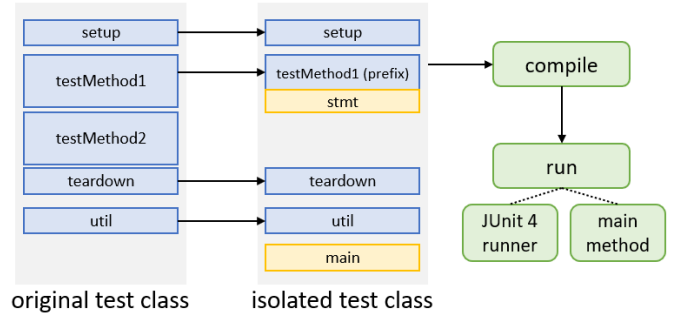 setup
testMethod1
testMethod2
teardown
util
original test class
setup
testMethod1 (prefix)
stmt
teardown
util
main
isolated test class
compile
run
JUnit 4
runner
main
method